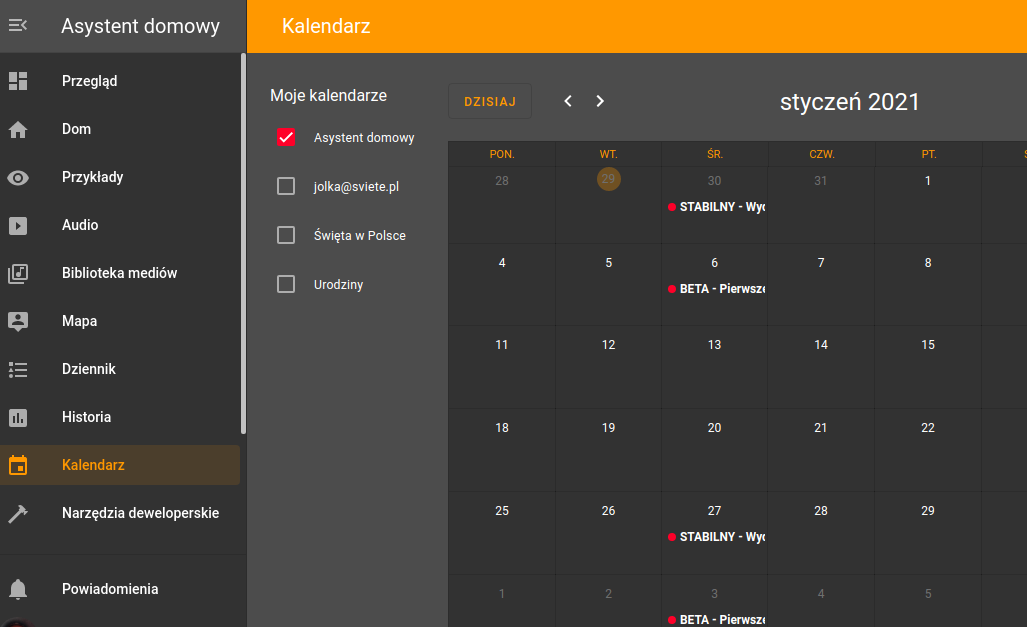 Asystent domowy
Przegląd
Dom
Przykłady
Audio
Biblioteka mediów
Mapa
Dziennik
Historia
Kalendarz
Narzędzia deweloperskie
Powiadomienia
Kalendarz
Moje kalendarze
Asystent domowy
jolka@sviete.pl
Święta w Polsce
Urodziny
DZISIAJ
styczeń 2021
PON. WT. ŚR. CZW. PT.
28 29 30 31 1
STABILNY -
4 5 6 7 8
BETA - Pierwsze
11 12 13 14 15
18 19 20 21 22
25 26 27 28 29
STABILNY -
1 2 3 4 5
BETA - Pierwsze